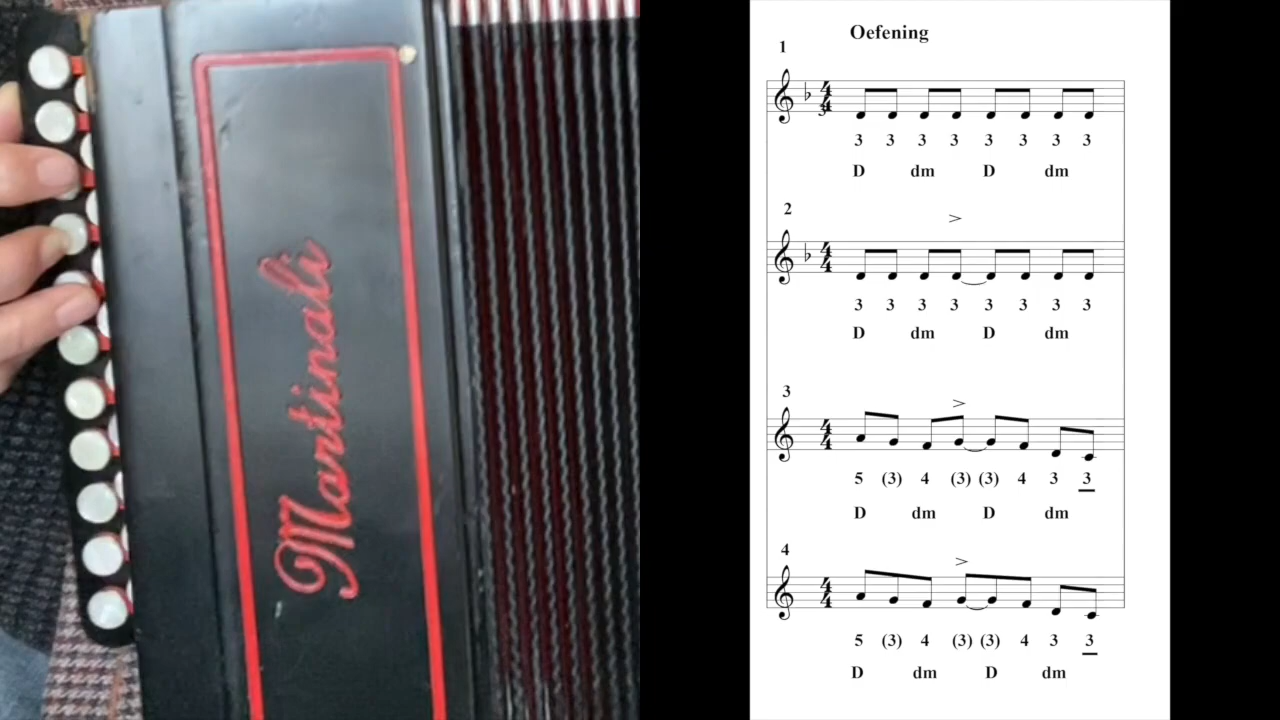 Martinali
Oefening
1
3 3 3 3 3 3 3 3
D dm D dm
2
3 3 3 3 3 3 3 3
D dm D dm
3
5 (3) 4 (3) (3) 4 3 3
D dm D dm
4
5 (3) 4 (3) (3) 4 3 3
D dm D dm